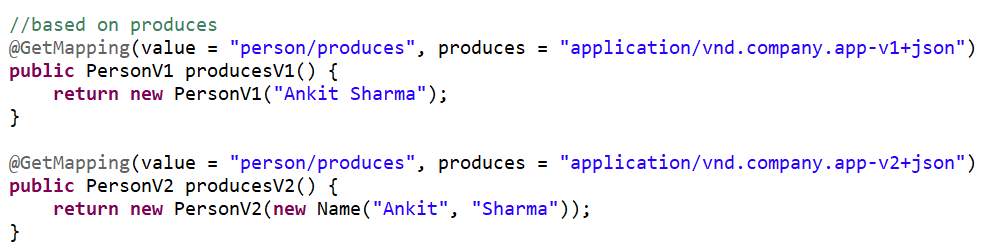 //based on produces
@GetMapping(value = "person/produces", produces = "application/vnd.company.app-v1+json")
public PersonV1 producesV1() {
    return new PersonV1("Ankit Sharma");
}
@GetMapping(value = "person/produces", produces = "application/vnd.company.app-v2+json")
public PersonV2 producesV2() {
    return new PersonV2(new Name("Ankit", "Sharma"));
}